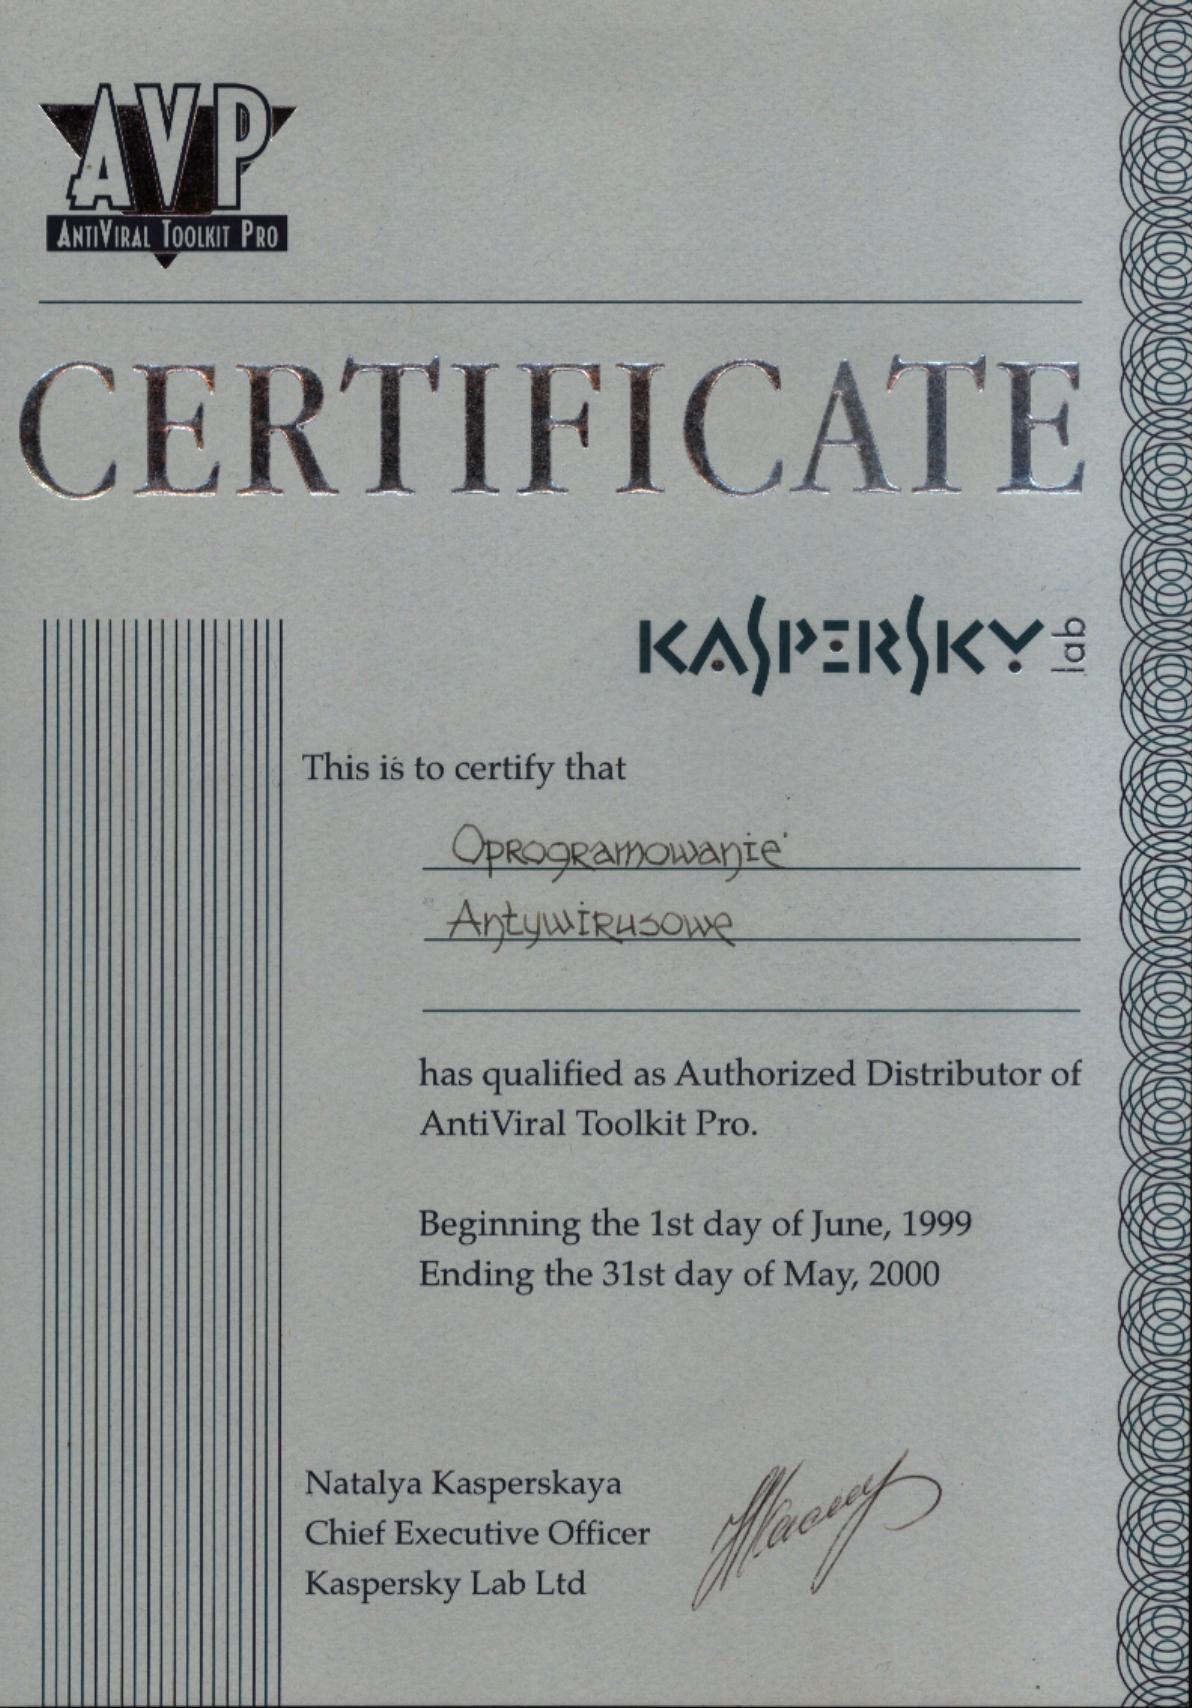 AVP
ANTIVIRAL TOOLKIT PRO
CERTIFICATE
KASPERSKY lab
This is to certify that
Oprogramowanie
Antywirusowe
has qualified as Authorized Distributor of
AntiViral Toolkit Pro.
Beginning the 1st day of June, 1999
Ending the 31st day of May, 2000
Natalya Kasperskaya
Chief Executive Officer
Kaspersky Lab Ltd